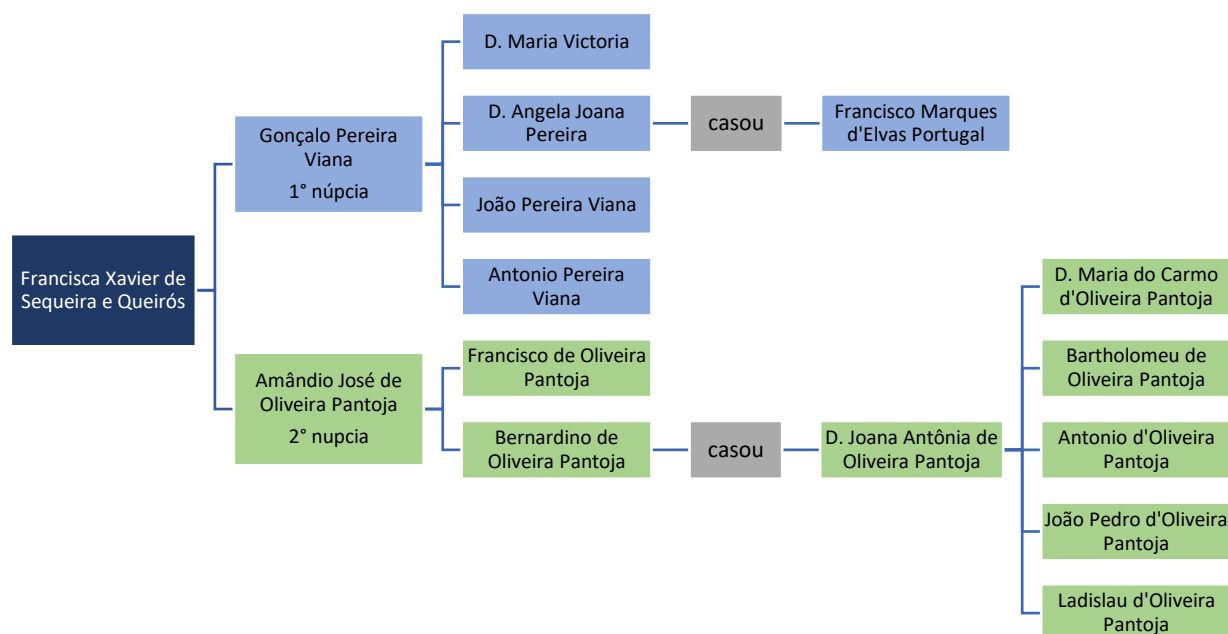 D. Maria Victoria
D. Angela Joana
Pereira
casou
Francisco Marques
d'Elvas Portugal
Gonçalo Pereira
Viana
1° núpcia
João Pereira Viana
Antonio Pereira
Viana
Francisca Xavier de
Sequeira e Queirós
Amândio José de
Oliveira Pantoja
2° nupcia
Francisco de Oliveira
Pantoja
Bernardino de
Oliveira Pantoja
casou
D. Joana Antônia de
Oliveira Pantoja
D. Maria do Carmo
d'Oliveira Pantoja
Bartholomeu de
Oliveira Pantoja
Antonio d'Oliveira
Pantoja
João Pedro d'Oliveira
Pantoja
Ladislau d'Oliveira
Pantoja